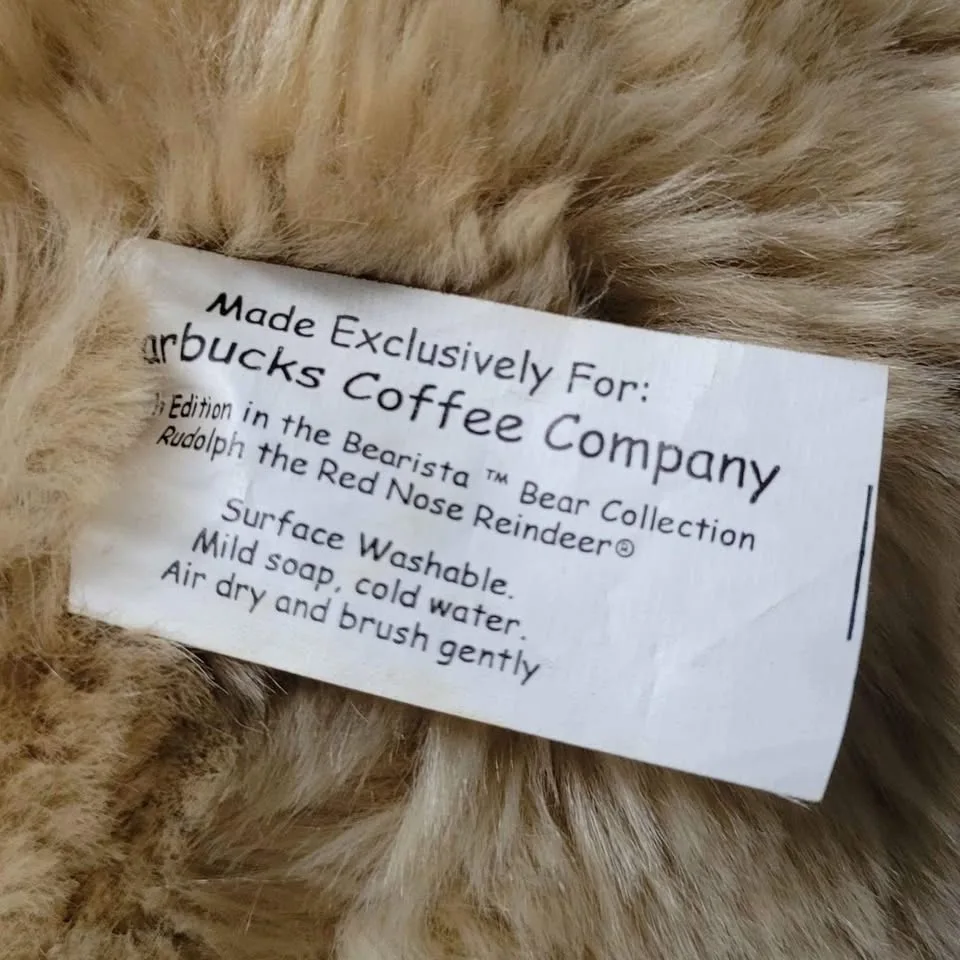 Made Exclusively For:
arbucks Coffee Company
Edition in the Bearista ™ Bear Collection
Rudolph the Red Nose Reindeer®
Surface Washable.
Mild soap, cold water.
Air dry and brush gently